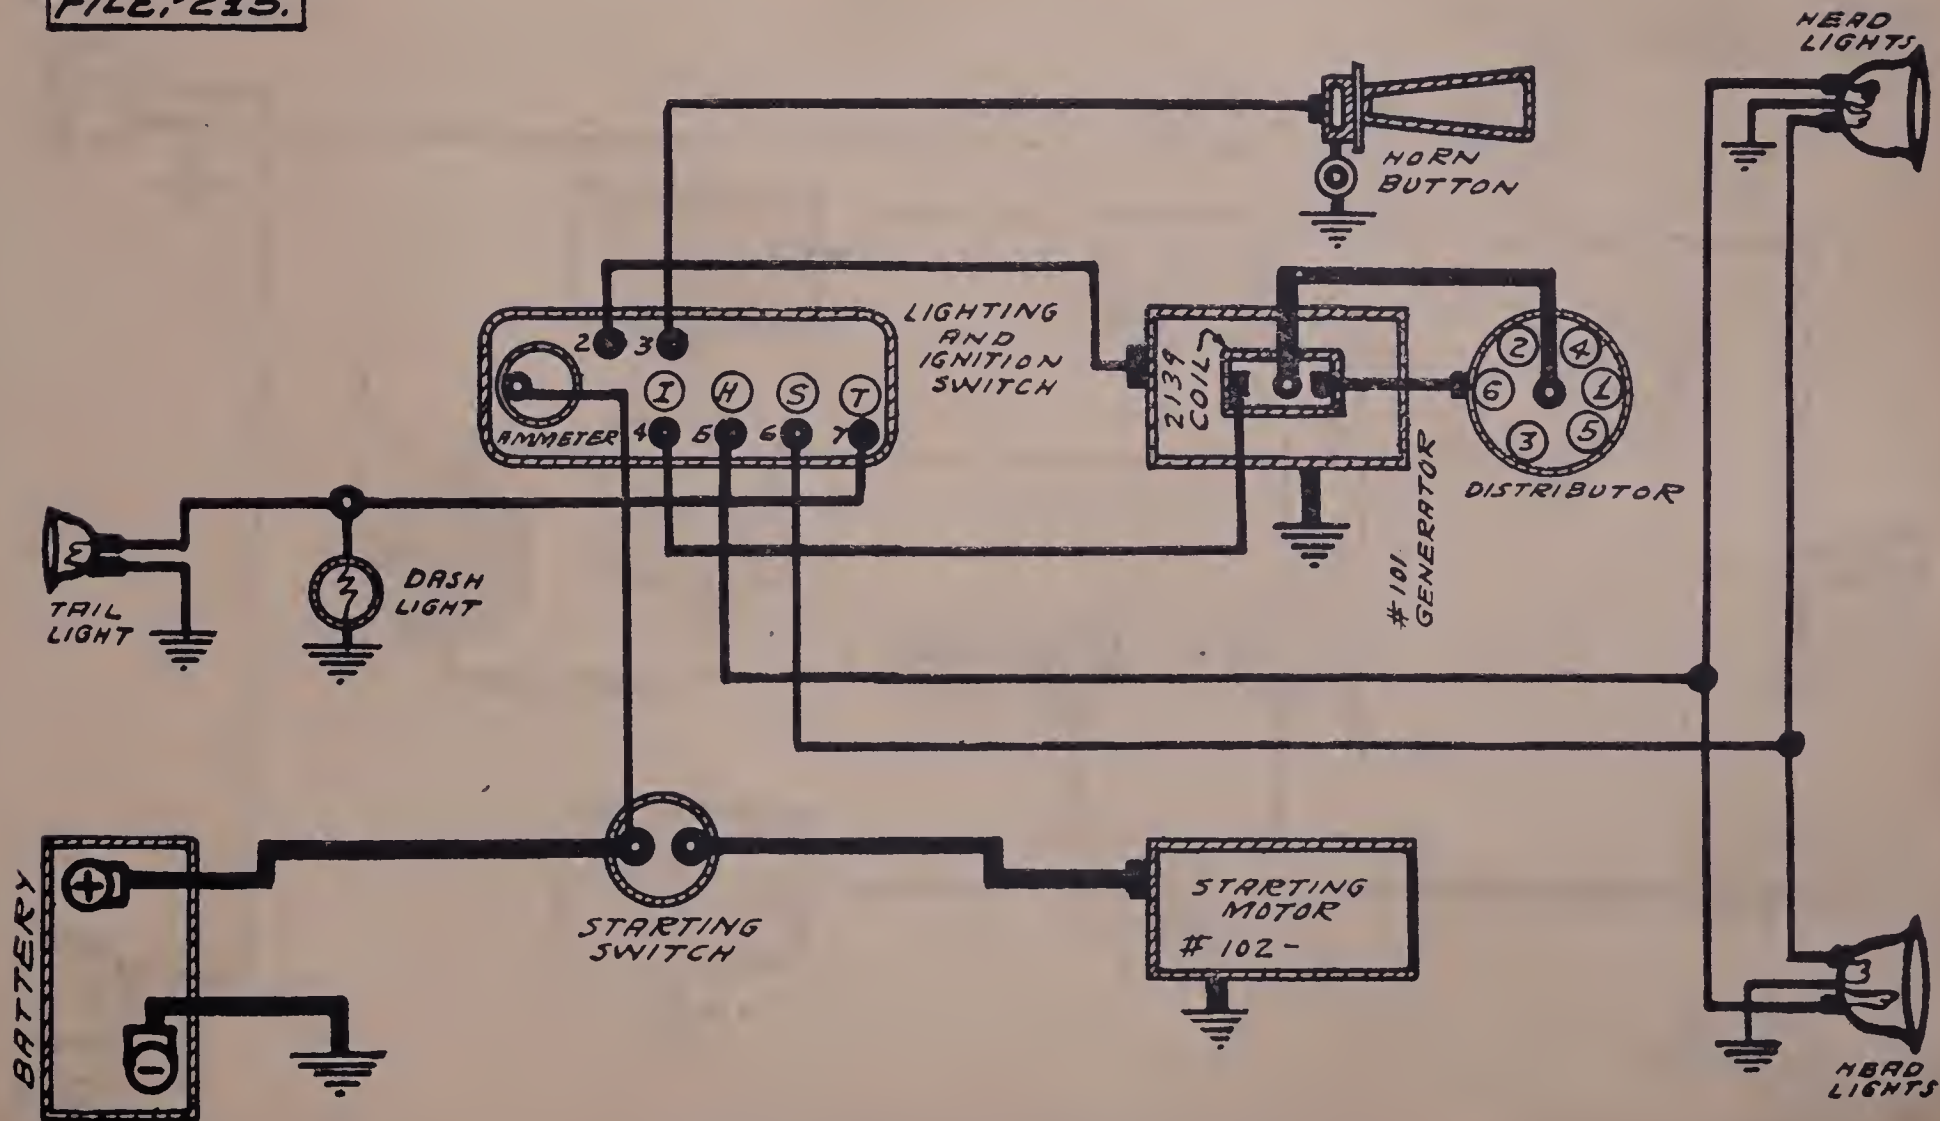 FILE. 215.
HEAD
LIGHTS
HORN
BUTTON
LIGHTING
AND
IGNITION
SWITCH
2 3
I H S T
AMMETER 4 5 6 7
2139
COIL
2 4
6 1
3 5
DISTRIBUTOR
#101
GENERATOR
TAIL
LIGHT
DASH
LIGHT
BATTERY
+
-
STARTING
SWITCH
STARTING
MOTOR
# 102 -
HEAD
LIGHTS